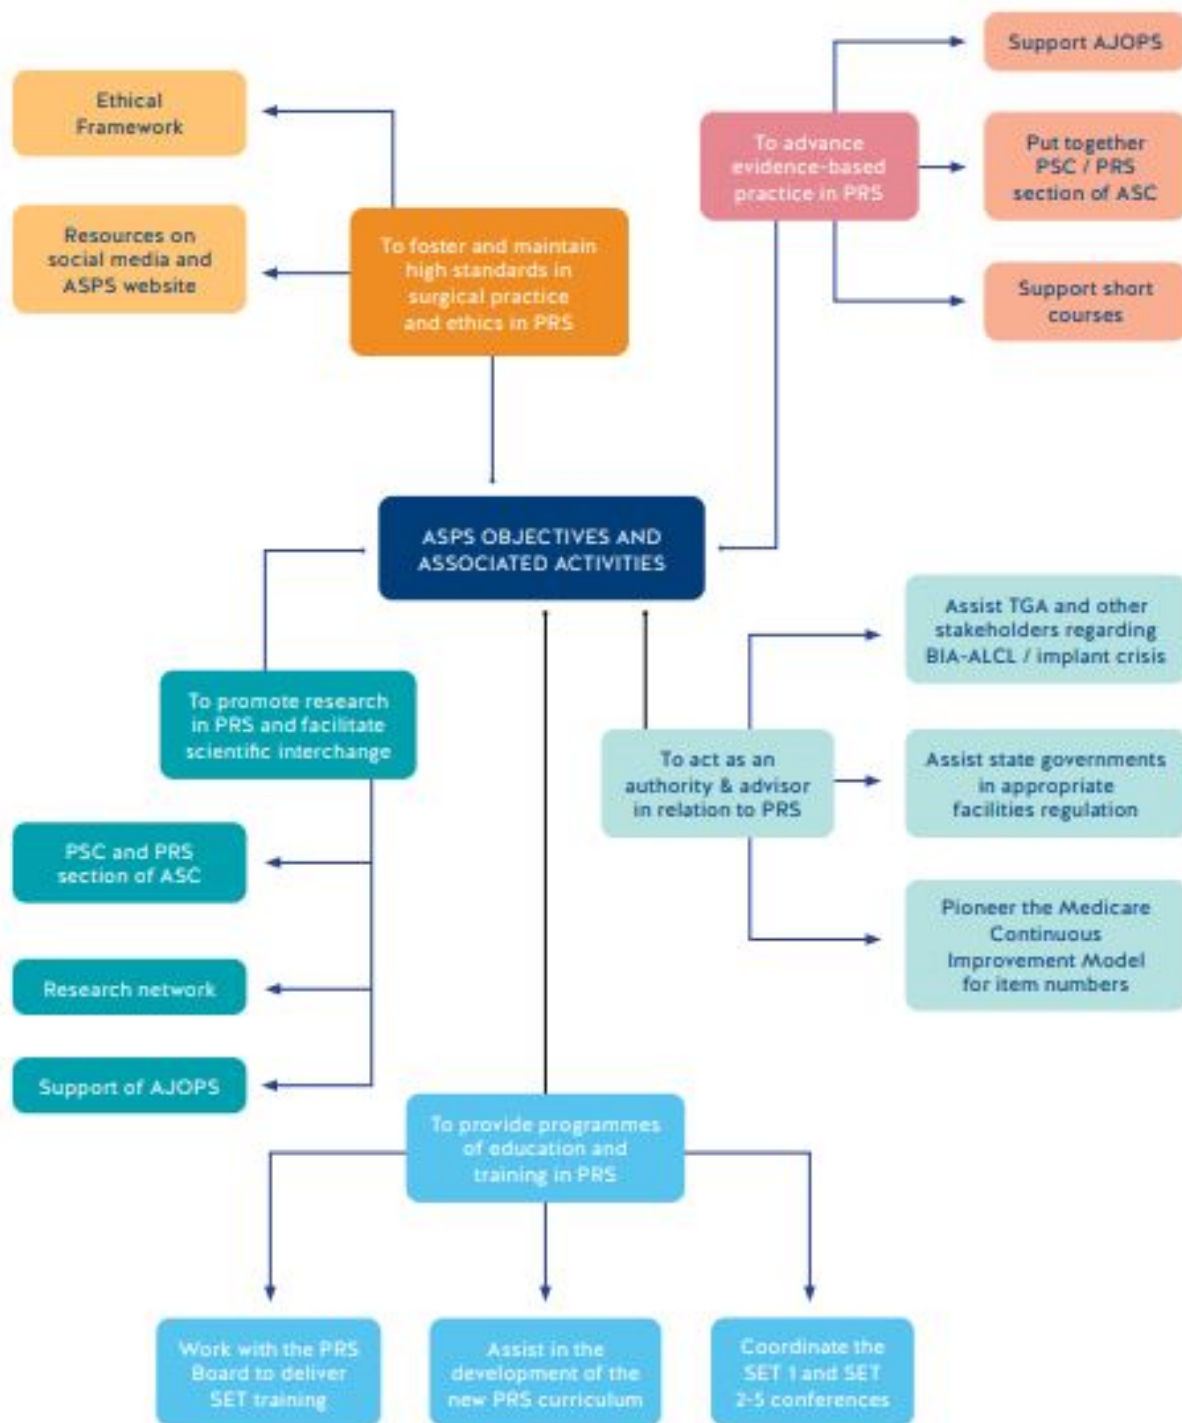 Support AJOPS
Ethical
Framework
To advance
evidence-based
practice in PRS
Put together
PSC / PRS
section of ASC
Resources on
social media and
ASPS website
To foster and maintain
high standards in
surgical practice
and ethics in PRS
Support short
courses
ASPS OBJECTIVES AND
ASSOCIATED ACTIVITIES
Assist TGA and other
stakeholders regarding
BIA-ALCL / implant crisis
To promote research
in PRS and facilitate
scientific interchange
To act as an
authority & advisor
in relation to PRS
Assist state governments
in appropriate
facilities regulation
PSC and PRS
section of ASC
Pioneer the Medicare
Continuous
Improvement Model
for item numbers
Research network
Support of AJOPS
To provide programmes
of education and
training in PRS
Work with the PRS
Board to deliver
SET training
Assist in the
development of the
new PRS curriculum
Coordinate the
SET 1 and SET
2-5 conferences